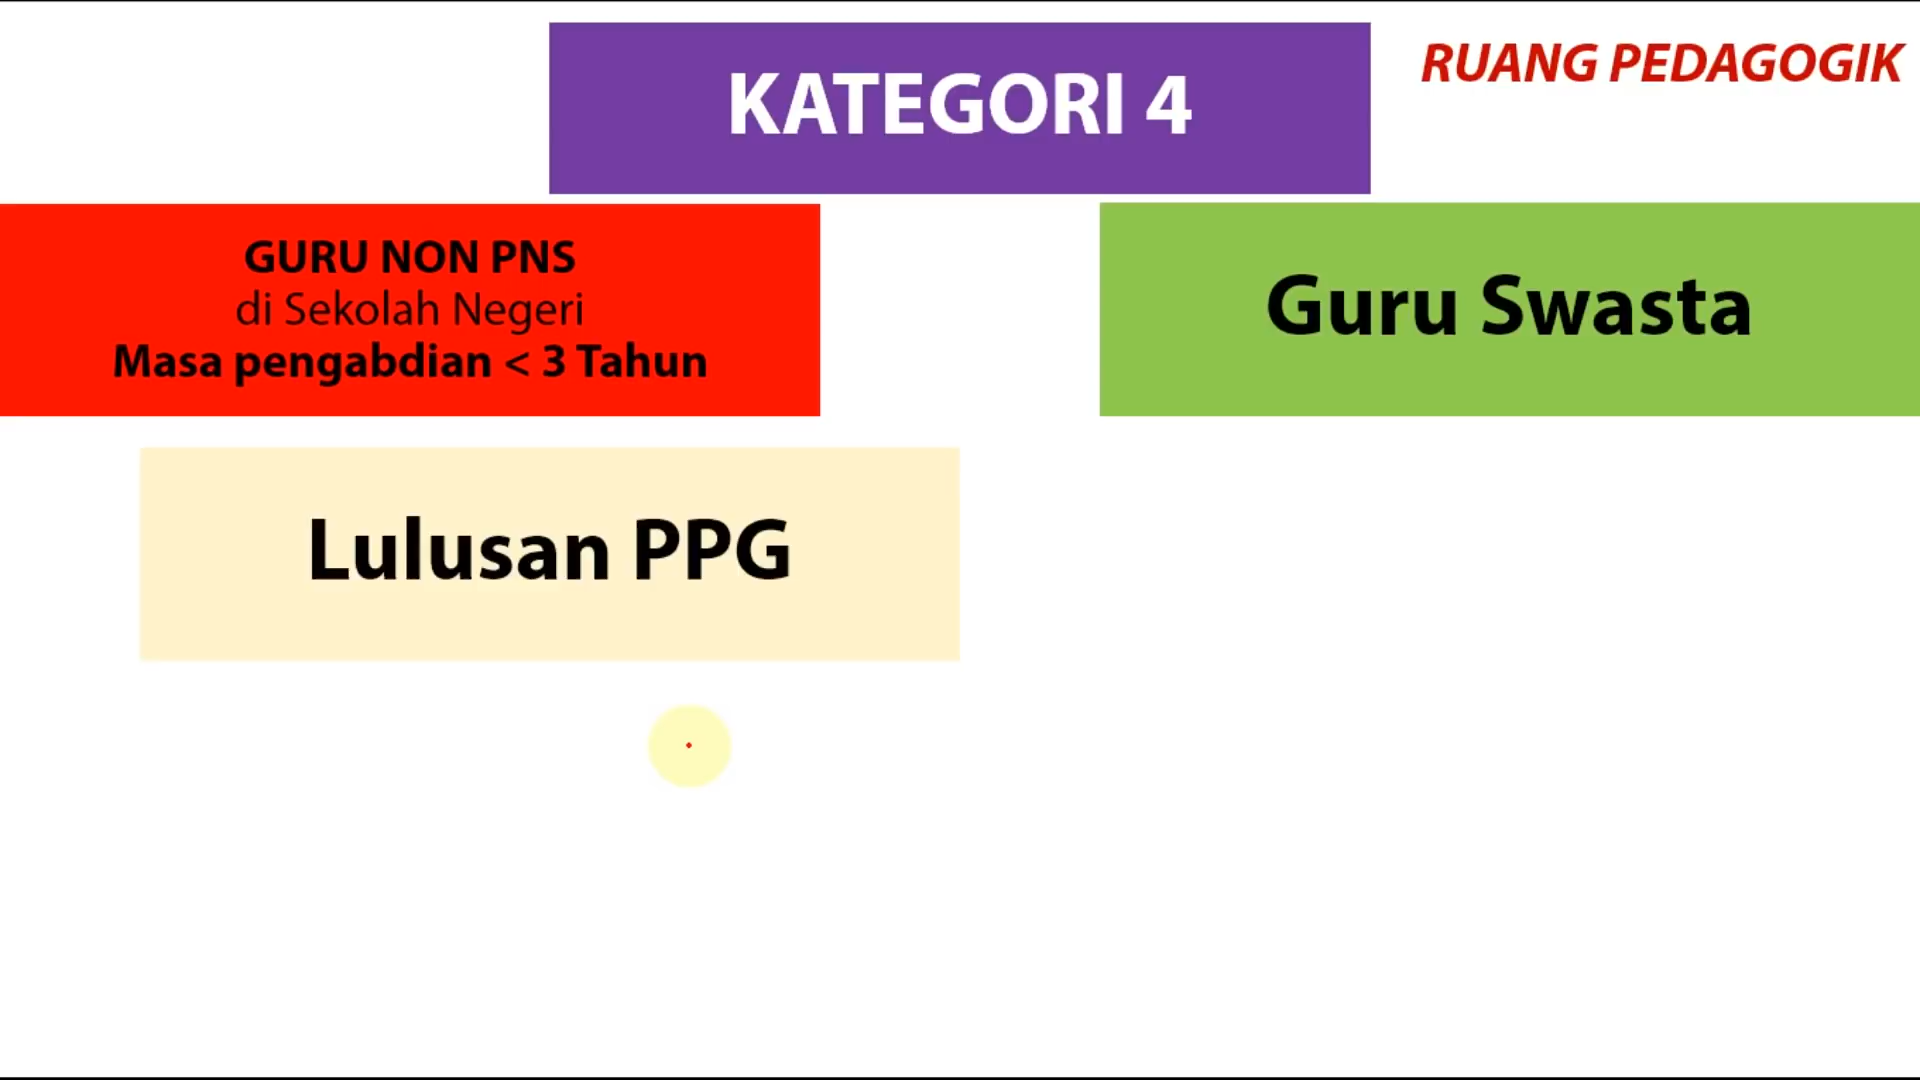 KATEGORI 4
RUANG PEDAGOGIK
GURU NON PNS
di Sekolah Negeri
Masa pengabdian < 3 Tahun
Guru Swasta
Lulusan PPG